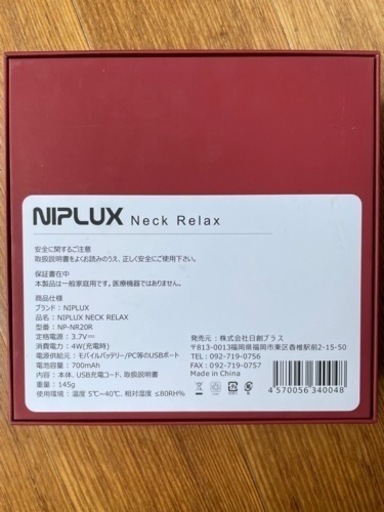 NIPLUX Neck Relax
安全に関するご注意
取扱説明書をよくお読みのうえ、正しく安全にご使用下さい。
保証書在中
本製品は一般家庭用です。医療機器ではありません。
商品仕様
ブランド：NIPLUX
品名：NIPLUX NECK RELAX
型番：NP-NR20R
定格電源：3.7V⎓
消費電力：4W(充電時)
電源供給元：モバイルバッテリー/PC等のUSBポート
電池容量：700mAh
内容：本体、USB充電コード、取扱説明書
重量：145g
使用環境：温度 5℃~40℃、相対湿度 ≤80RH%
発売元：株式会社日創プラス
〒813-0013福岡県福岡市東区香椎駅前2-15-50
TEL：092-719-0756
FAX：092-719-0757
Made in China
4 570056 340048